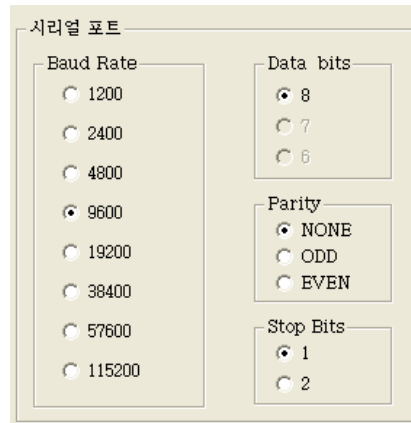 시리얼 포트
Baud Rate
1200
2400
4800
9600
19200
38400
57600
115200
Data bits
8
7
6
Parity
NONE
ODD
EVEN
Stop Bits
1
2